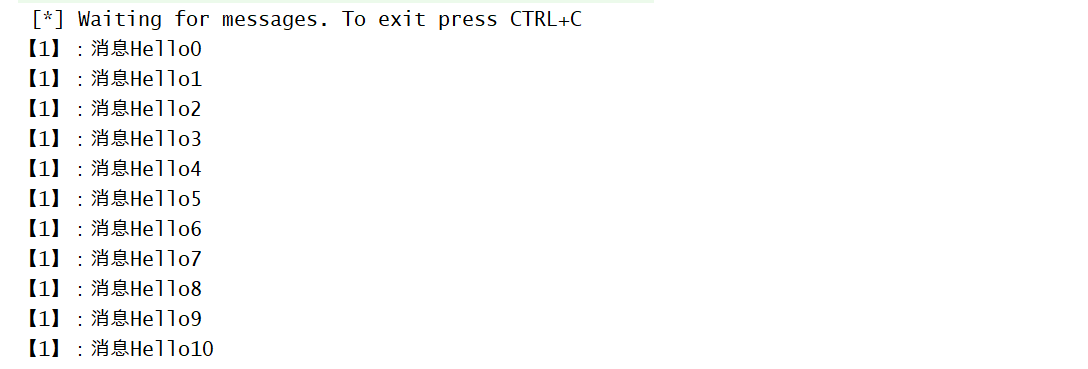 [*] Waiting for messages. To exit press CTRL+C
【1】：消息Hello0
【1】：消息Hello1
【1】：消息Hello2
【1】：消息Hello3
【1】：消息Hello4
【1】：消息Hello5
【1】：消息Hello6
【1】：消息Hello7
【1】：消息Hello8
【1】：消息Hello9
【1】：消息Hello10